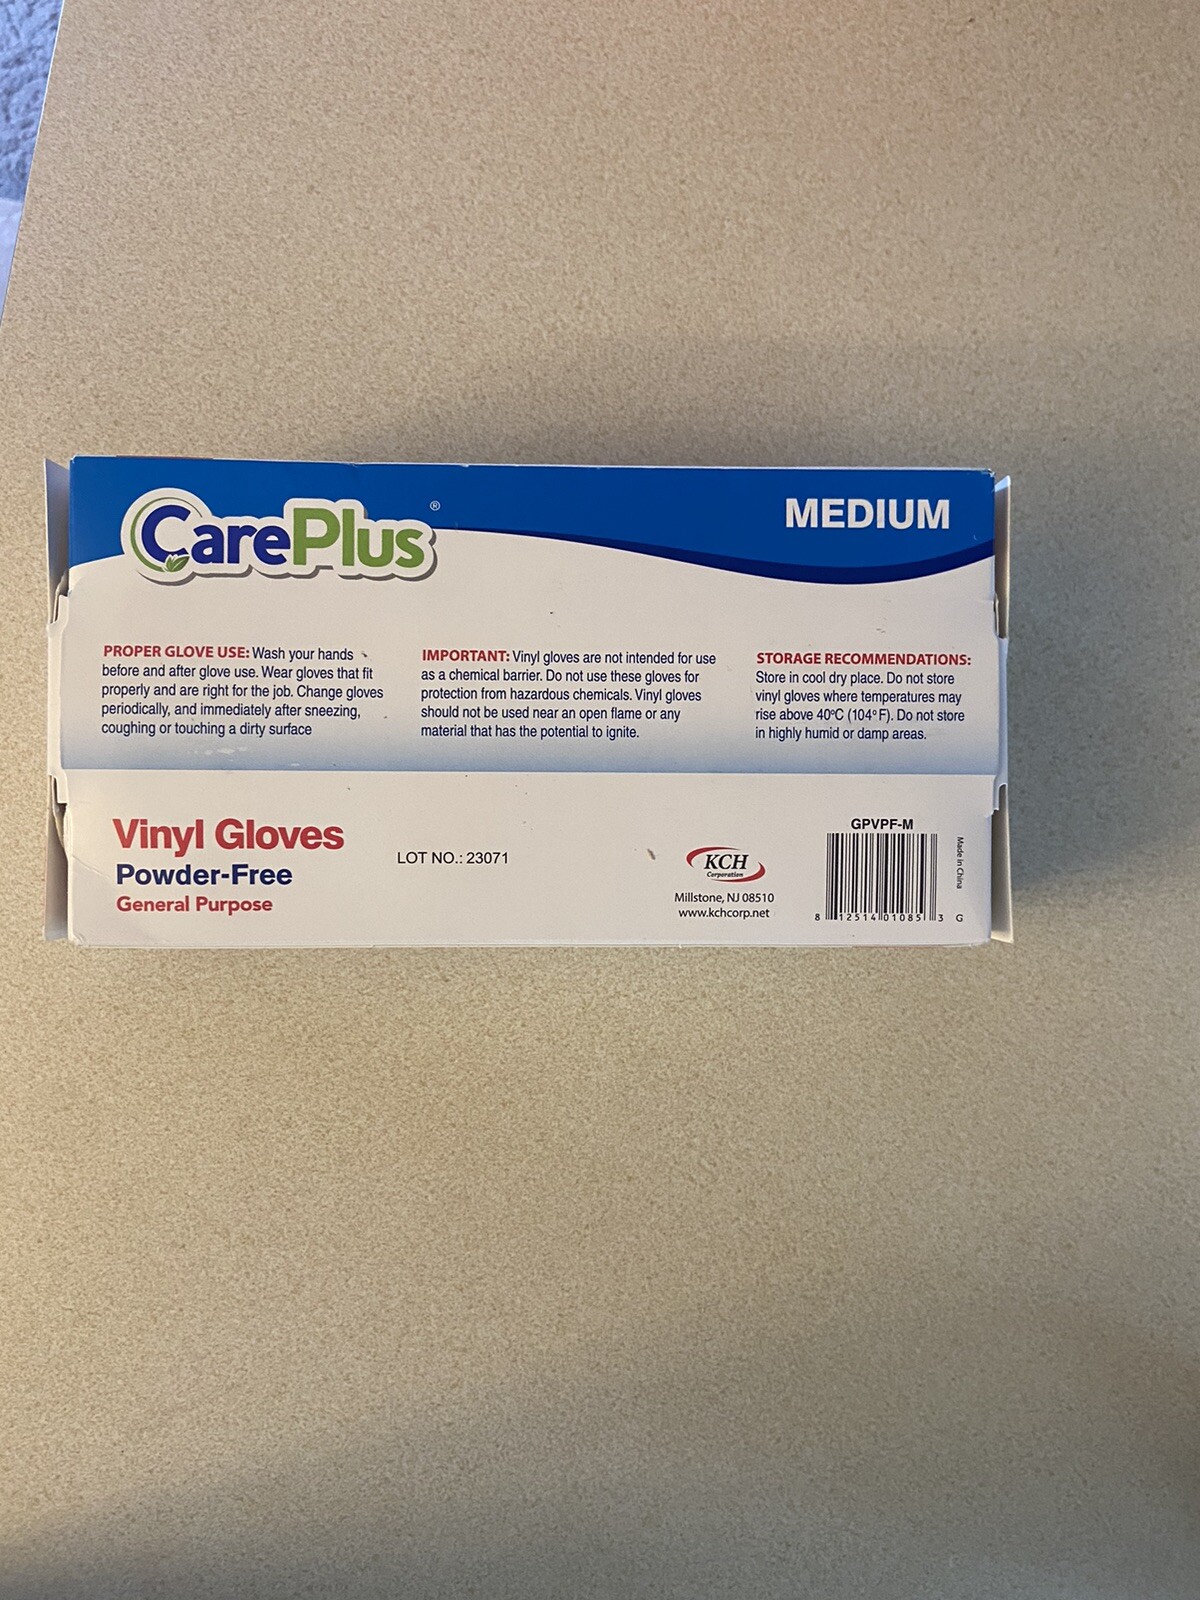 CarePlus®
MEDIUM
PROPER GLOVE USE: Wash your hands
before and after glove use. Wear gloves that fit
properly and are right for the job. Change gloves
periodically, and immediately after sneezing,
coughing or touching a dirty surface
IMPORTANT: Vinyl gloves are not intended for use
as a chemical barrier. Do not use these gloves for
protection from hazardous chemicals. Vinyl gloves
should not be used near an open flame or any
material that has the potential to ignite.
STORAGE RECOMMENDATIONS:
Store in cool dry place. Do not store
vinyl gloves where temperatures may
rise above 40ºC (104° F). Do not store
in highly humid or damp areas.
Vinyl Gloves
Powder-Free
General Purpose
LOT NO.: 23071
KCH
Corporation
Millstone, NJ 08510
www.kchcorp.net
GPVPF-M
8 12514 01085 3 G
Made in China